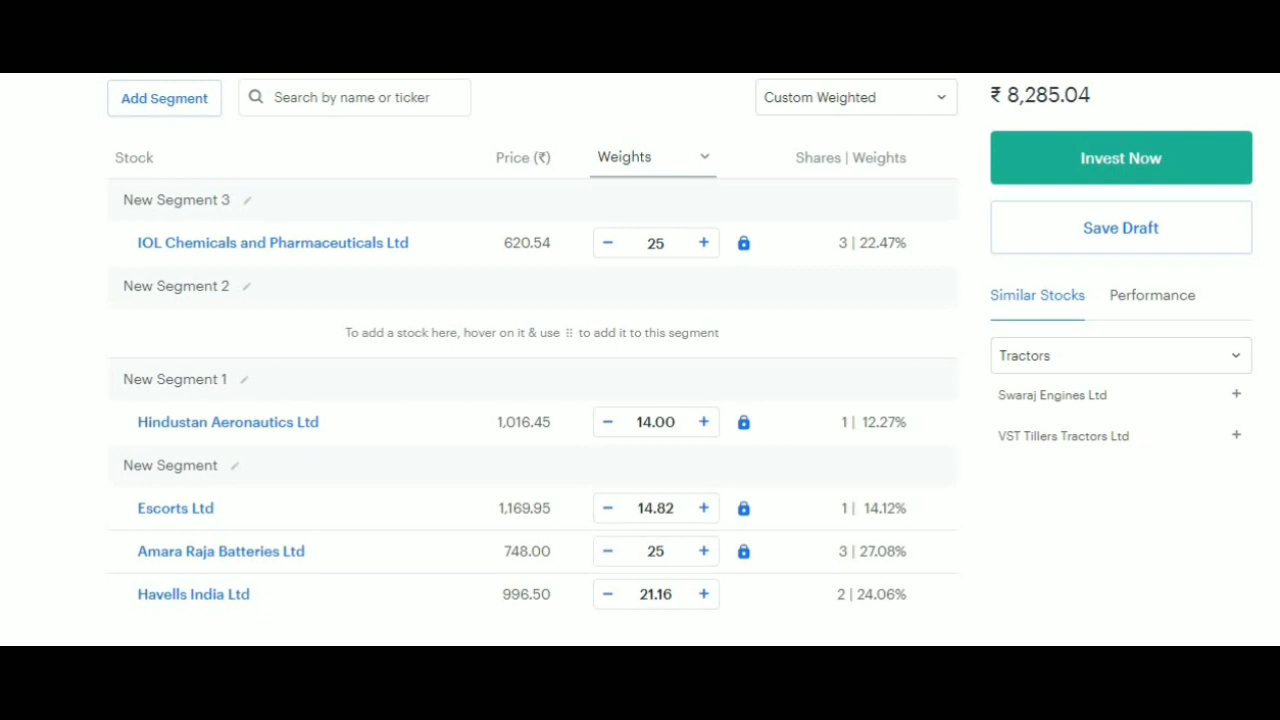 Add Segment
Search by name or ticker
Custom Weighted
₹ 8,285.04
Stock Price (₹) Weights Shares | Weights
Invest Now
New Segment 3
IOL Chemicals and Pharmaceuticals Ltd 620.54 − 25 + 3 | 22.47%
Save Draft
New Segment 2
To add a stock here, hover on it & use ⠿ to add it to this segment
Similar Stocks Performance
Tractors
New Segment 1
Swaraj Engines Ltd +
Hindustan Aeronautics Ltd 1,016.45 − 14.00 + 1 | 12.27%
VST Tillers Tractors Ltd +
New Segment
Escorts Ltd 1,169.95 − 14.82 + 1 | 14.12%
Amara Raja Batteries Ltd 748.00 − 25 + 3 | 27.08%
Havells India Ltd 996.50 − 21.16 + 2 | 24.06%